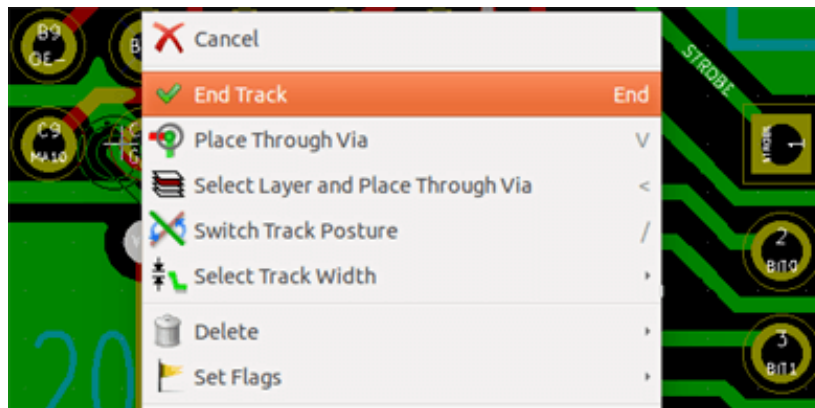 B9
GE-
B
Cancel
STROBE
End Track End
C9
MA10
Place Through Via V
STROBE
1
Select Layer and Place Through Via <
Switch Track Posture /
2
BIT0
Select Track Width
Delete
3
BIT1
20
Set Flags